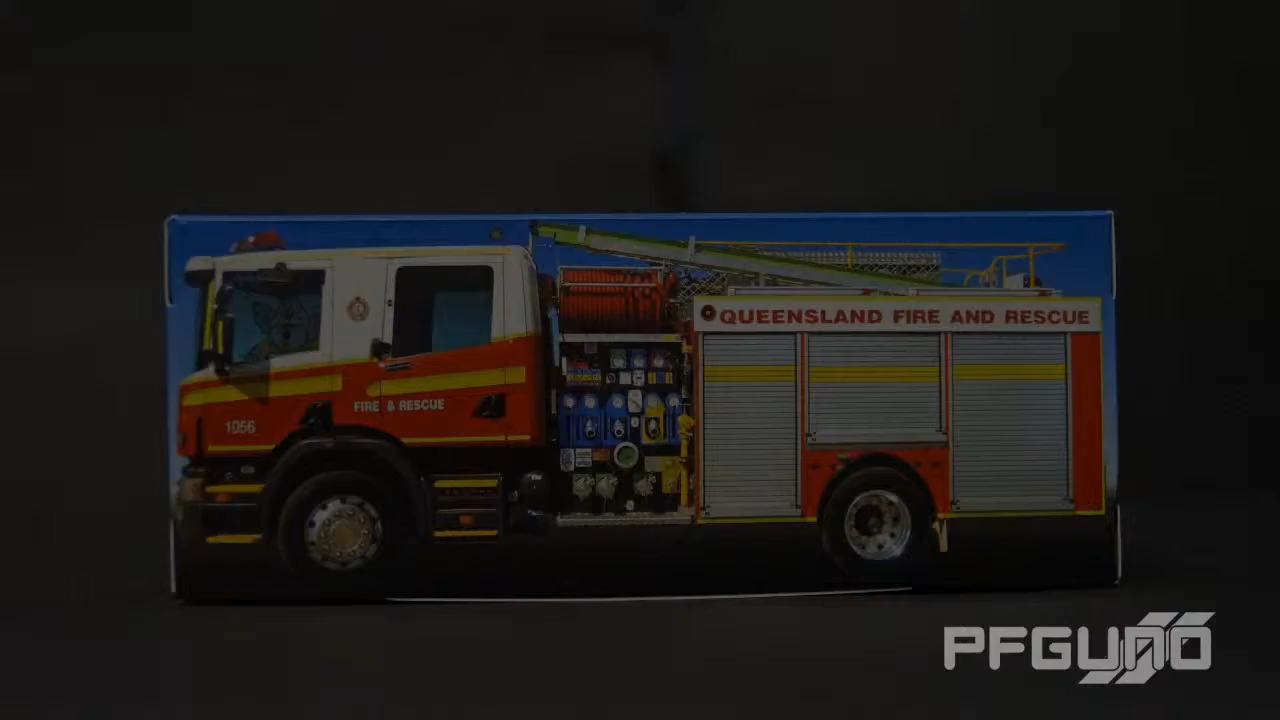 QUEENSLAND FIRE AND RESCUE
FIRE & RESCUE
1056
PFGUNO